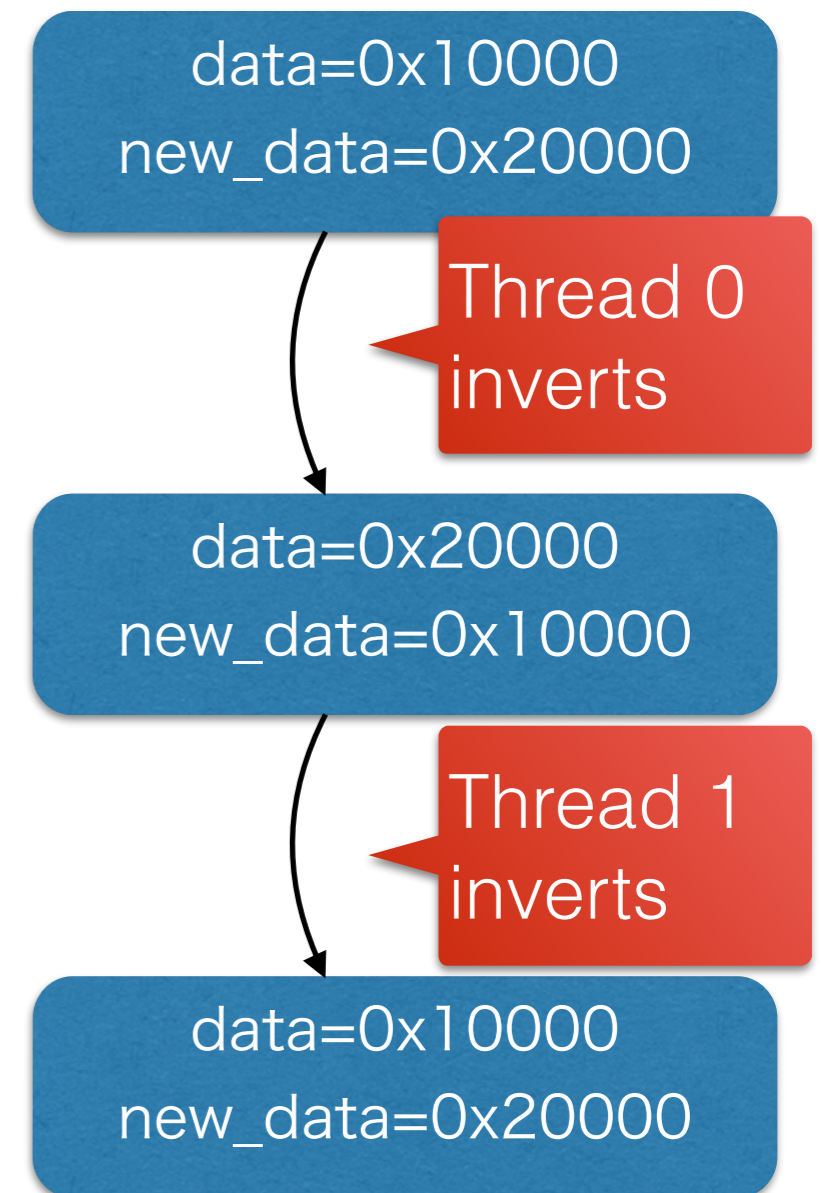 data=0x10000
new_data=0x20000
Thread 0
inverts
data=0x20000
new_data=0x10000
Thread 1
inverts
data=0x10000
new_data=0x20000